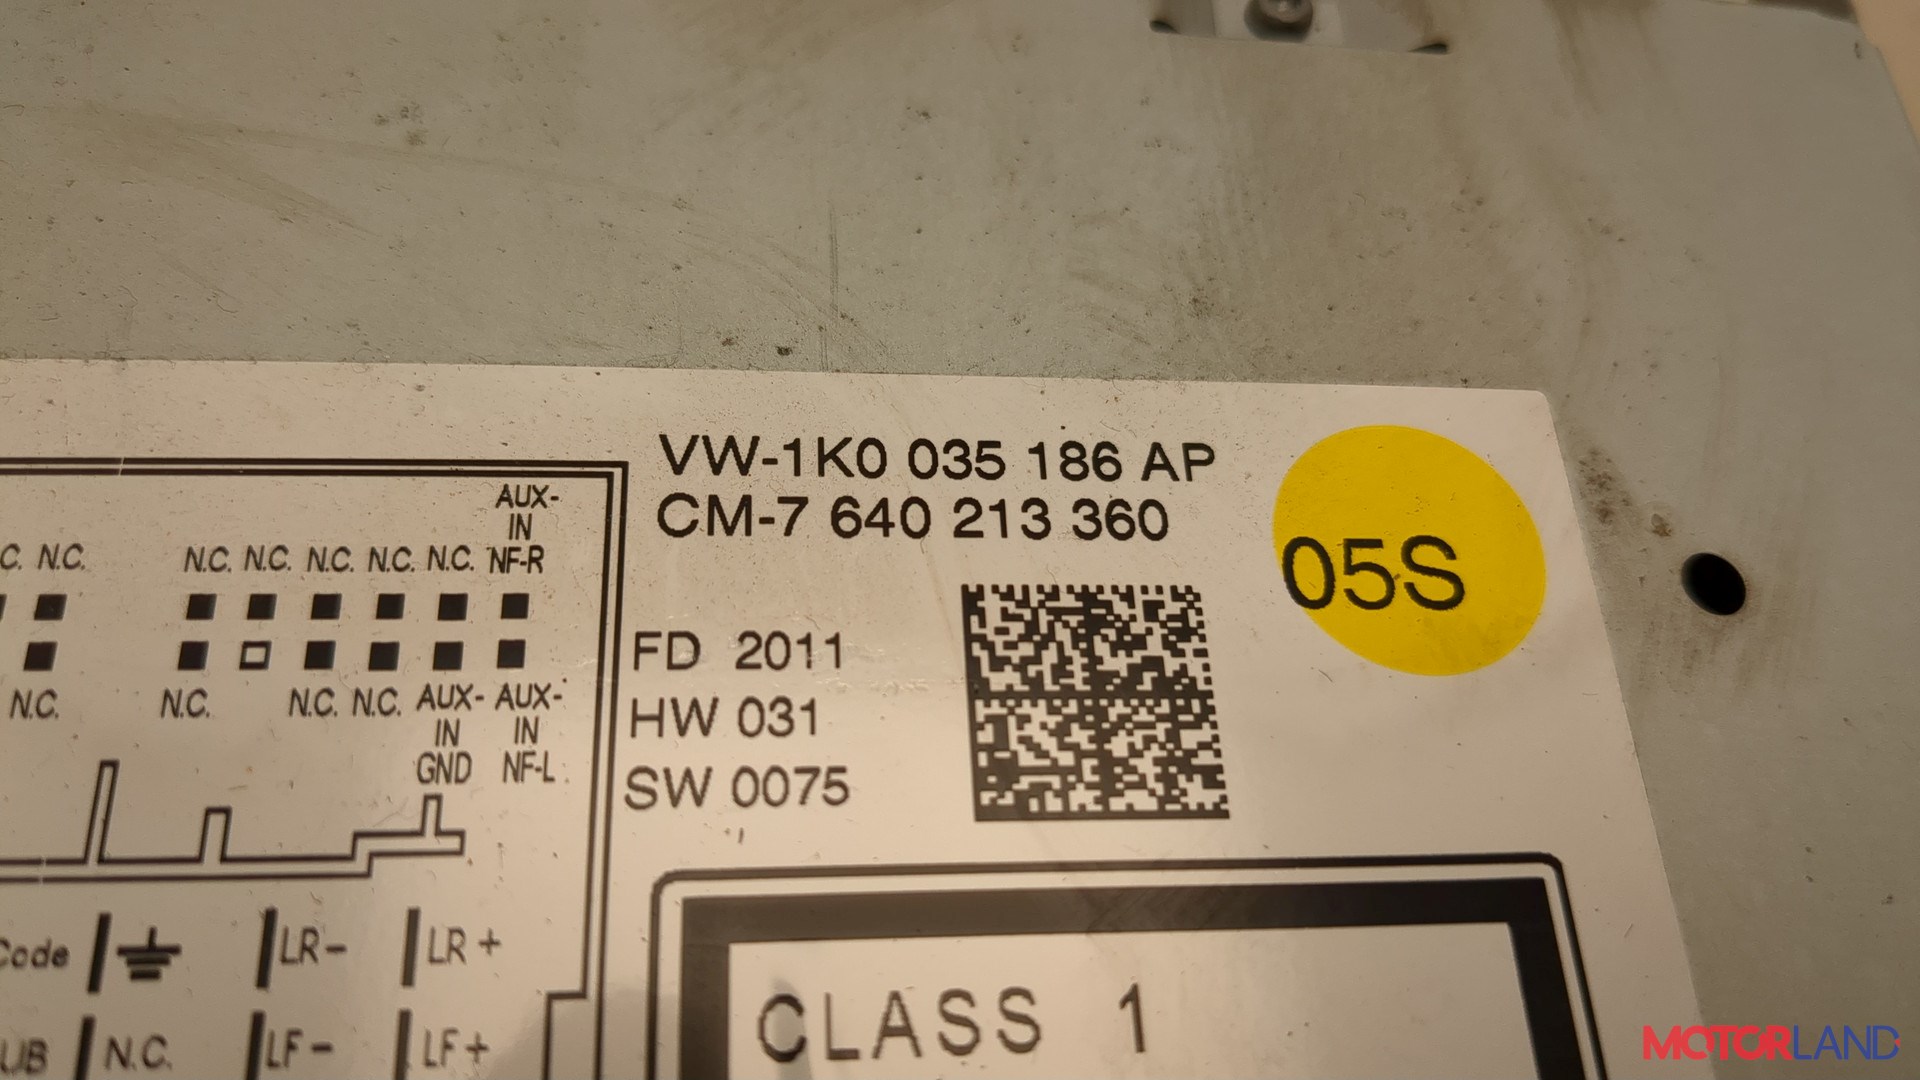 VW-1K0 035 186 AP
CM-7 640 213 360
05S
FD 2011
HW 031
SW 0075
AUX-
IN
C. N.C. N.C. N.C. N.C. N.C. N.C. NF-R
N.C. N.C. N.C. N.C. AUX- AUX-
IN IN
GND NF-L
Code LR- LR+
UB N.C. LF- LF+
CLASS 1
MOTORLAND